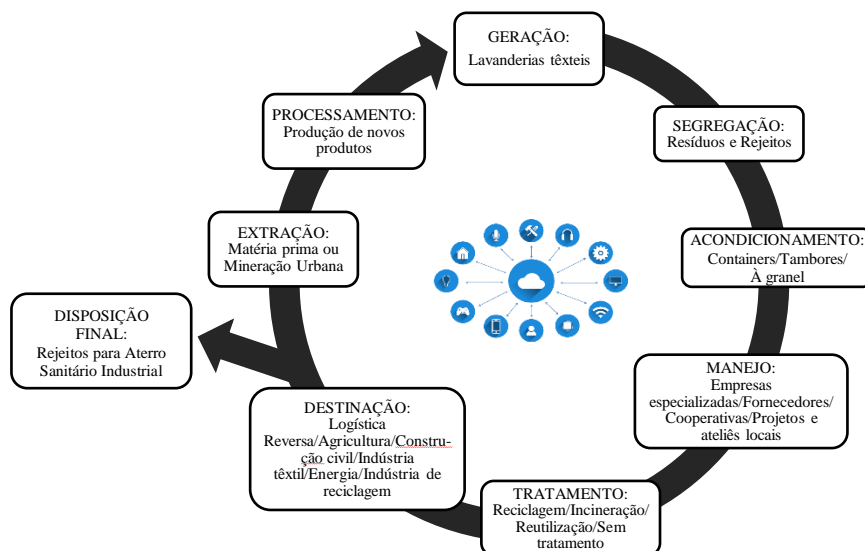 GERAÇÃO:
Lavanderias têxteis
SEGREGAÇÃO:
Resíduos e Rejeitos
ACONDICIONAMENTO:
Containers/Tambores/
À granel
MANEJO:
Empresas
especializadas/Fornecedores/
Cooperativas/Projetos e
ateliês locais
TRATAMENTO:
Reciclagem/Incineração/
Reutilização/Sem
tratamento
DESTINAÇÃO:
Logística
Reversa/Agricultura/Constru-
ção civil/Indústria
têxtil/Energia/Indústria de
reciclagem
DISPOSIÇÃO
FINAL:
Rejeitos para Aterro
Sanitário Industrial
EXTRAÇÃO:
Matéria prima ou
Mineração Urbana
PROCESSAMENTO:
Produção de novos
produtos